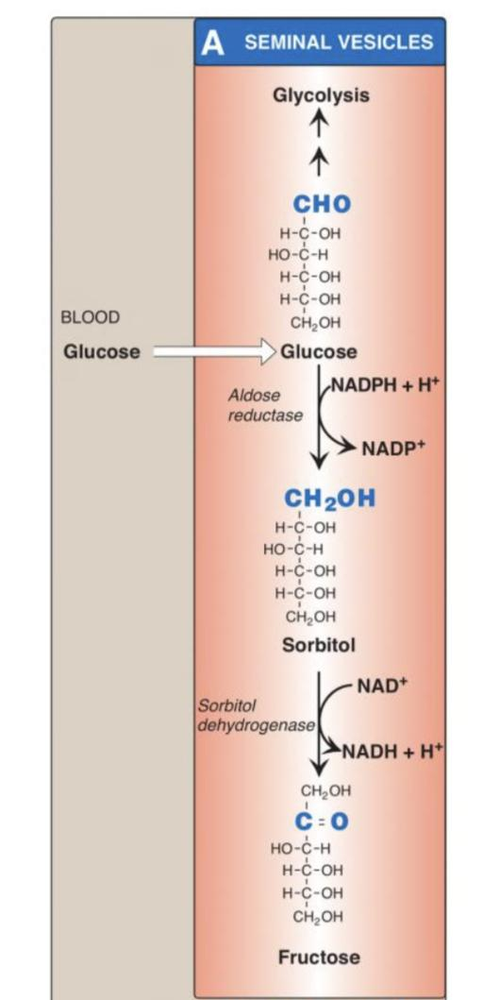 A SEMINAL VESICLES
Glycolysis
CHO
H-C-OH
HO-C-H
H-C-OH
H-C-OH
CH₂OH
BLOOD
Glucose
Glucose
Aldose
reductase
NADPH + H⁺
NADP⁺
CH₂OH
H-C-OH
HO-C-H
H-C-OH
H-C-OH
CH₂OH
Sorbitol
NAD⁺
Sorbitol
dehydrogenase
NADH + H⁺
CH₂OH
C=O
HO-C-H
H-C-OH
H-C-OH
CH₂OH
Fructose